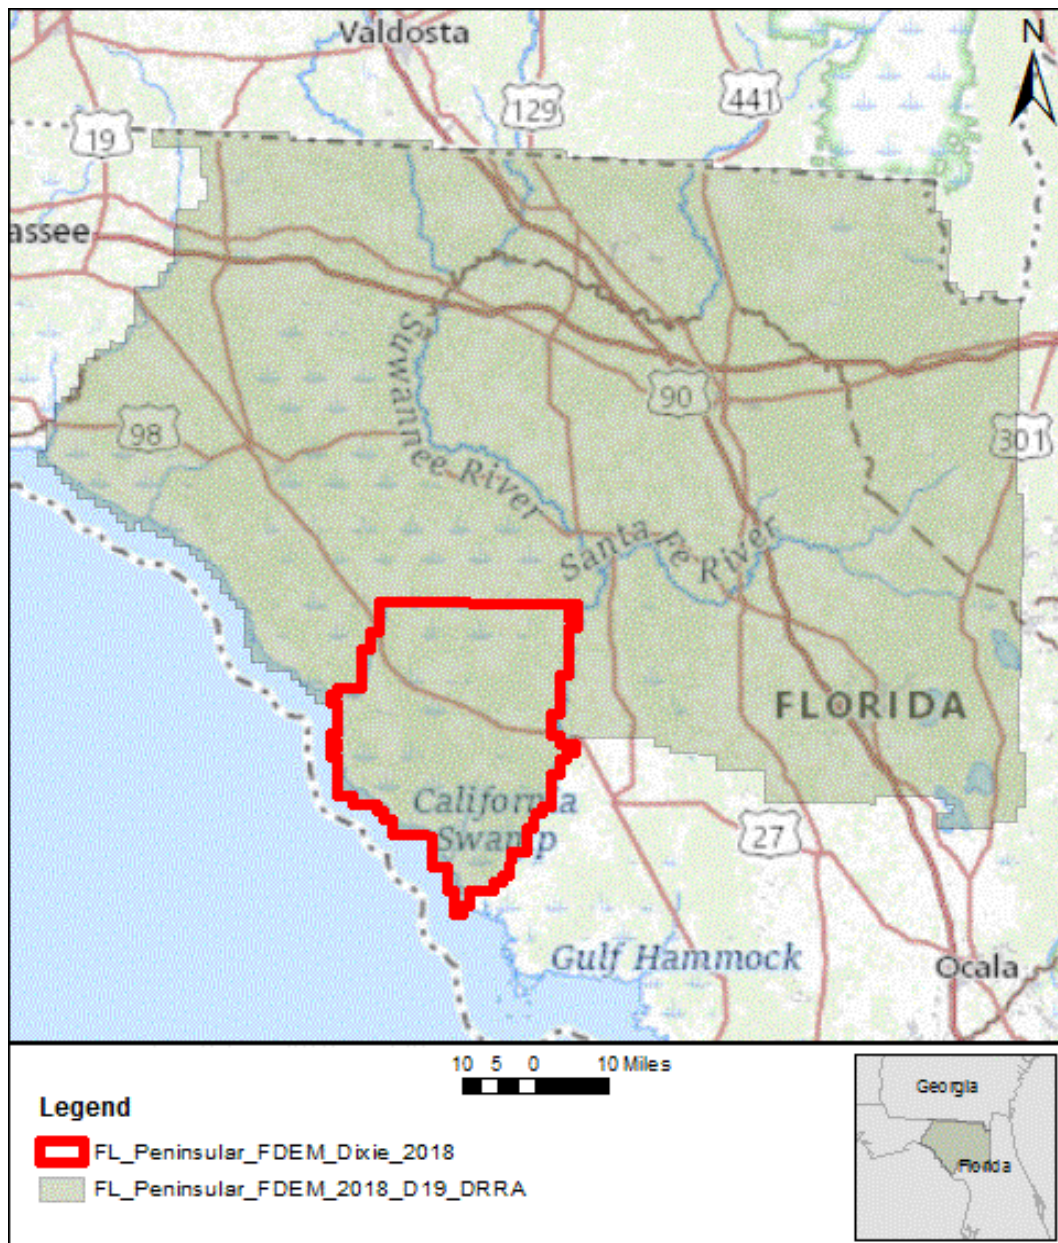 Valdosta
N
19
129
441
assee
Suwannee River
98
90
301
Santa Fe River
FLORIDA
California
Swamp
27
Gulf Hammock
Ocala
10 5 0 10 Miles
Legend
FL_Peninsular_FDEM_Dixie_2018
FL_Peninsular_FDEM_2018_D19_DRRA
Georgia
Florida